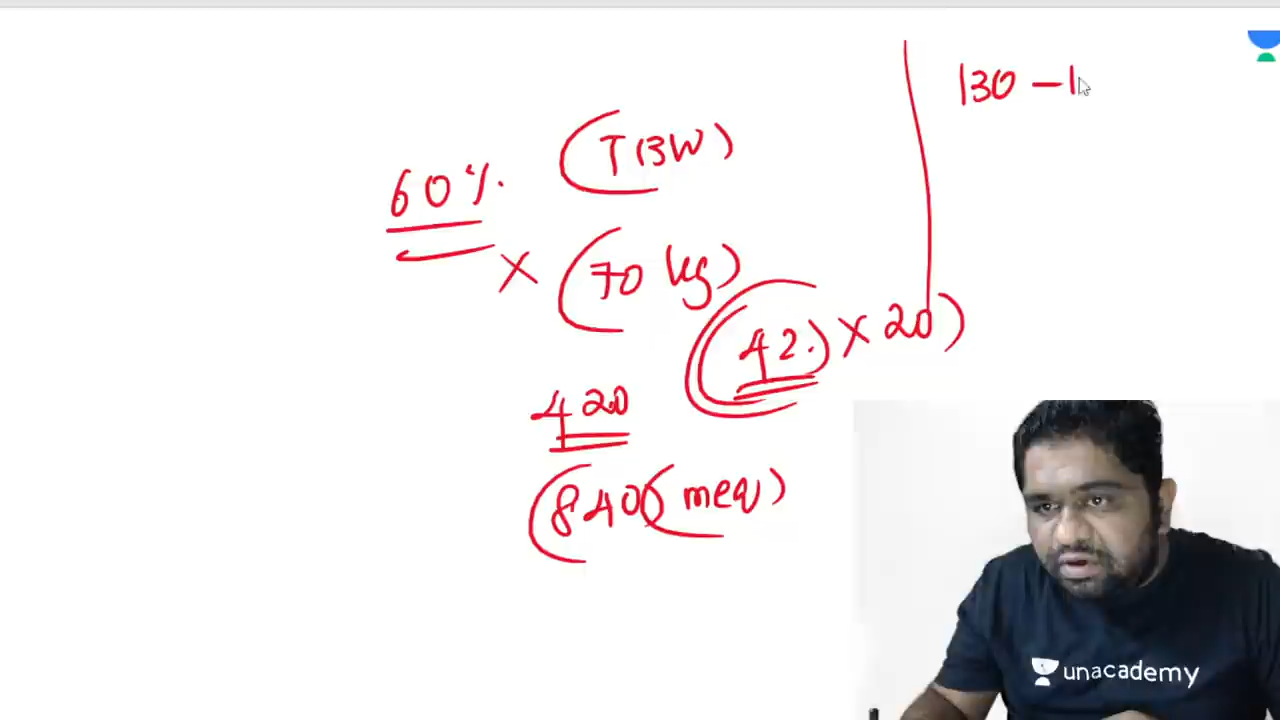 130 - 1
(TBW)
60%.
× (70 kg)
(42.) × 20)
420
(840 (meq)
unacademy